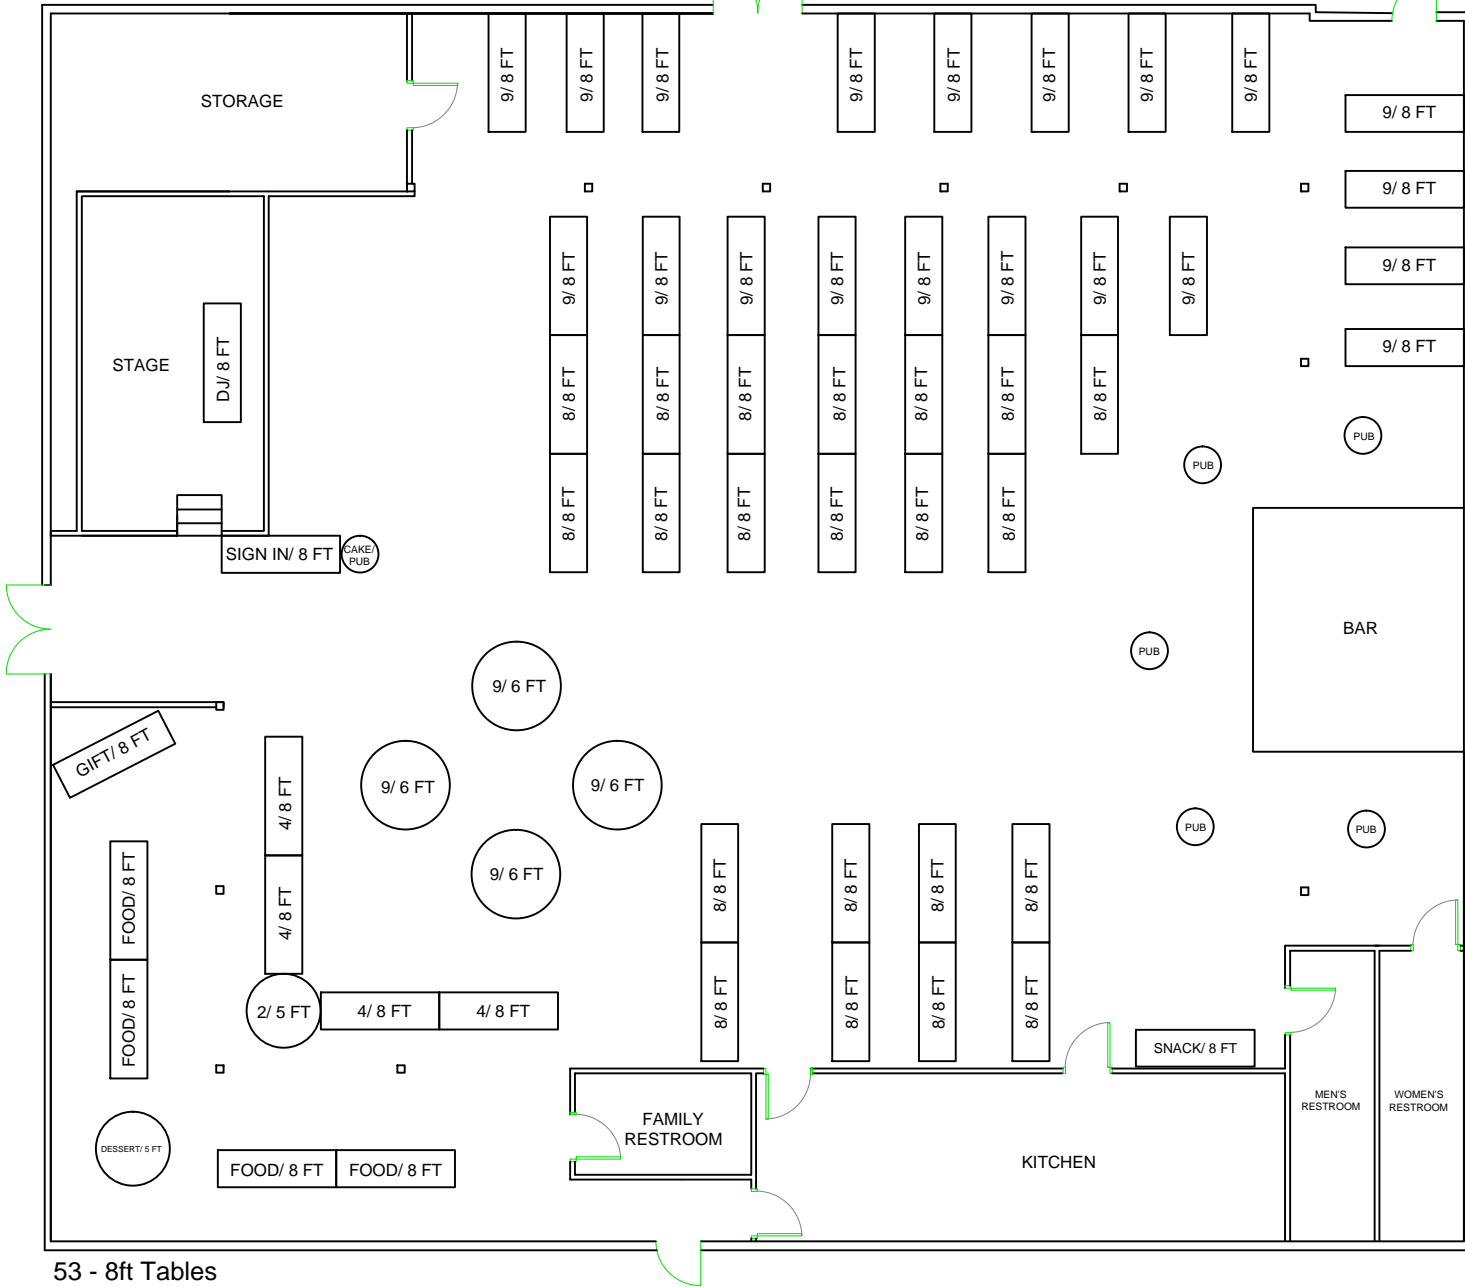 9/ 8 FT
9/ 8 FT
9/ 8 FT
9/ 8 FT
9/ 8 FT
9/ 8 FT
9/ 8 FT
9/ 8 FT
STORAGE
9/ 8 FT
9/ 8 FT
9/ 8 FT
9/ 8 FT
9/ 8 FT
9/ 8 FT
9/ 8 FT
9/ 8 FT
9/ 8 FT
9/ 8 FT
9/ 8 FT
9/ 8 FT
STAGE
DJ/ 8 FT
8/ 8 FT
8/ 8 FT
8/ 8 FT
8/ 8 FT
8/ 8 FT
8/ 8 FT
8/ 8 FT
PUB
PUB
8/ 8 FT
8/ 8 FT
8/ 8 FT
8/ 8 FT
8/ 8 FT
8/ 8 FT
SIGN IN/ 8 FT
CAKE/
PUB
BAR
PUB
9/ 6 FT
GIFT/ 8 FT
9/ 6 FT
9/ 6 FT
9/ 6 FT
4/ 8 FT
4/ 8 FT
PUB
PUB
8/ 8 FT
8/ 8 FT
8/ 8 FT
8/ 8 FT
FOOD/ 8 FT
FOOD/ 8 FT
2/ 5 FT
4/ 8 FT
4/ 8 FT
8/ 8 FT
8/ 8 FT
8/ 8 FT
8/ 8 FT
SNACK/ 8 FT
MEN'S
RESTROOM
WOMEN'S
RESTROOM
FAMILY
RESTROOM
DESSERT/ 5 FT
FOOD/ 8 FT
FOOD/ 8 FT
KITCHEN
53 - 8ft Tables